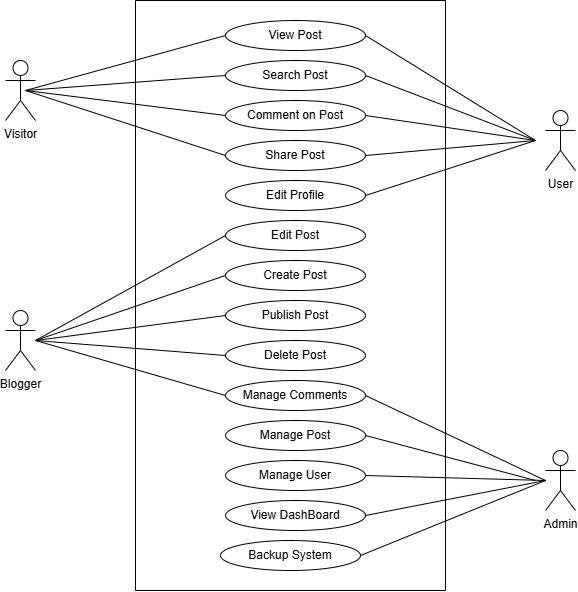 View Post
Search Post
Visitor
Comment on Post
Share Post
User
Edit Profile
Edit Post
Create Post
Publish Post
Delete Post
Blogger
Manage Comments
Manage Post
Manage User
View DashBoard
Admin
Backup System